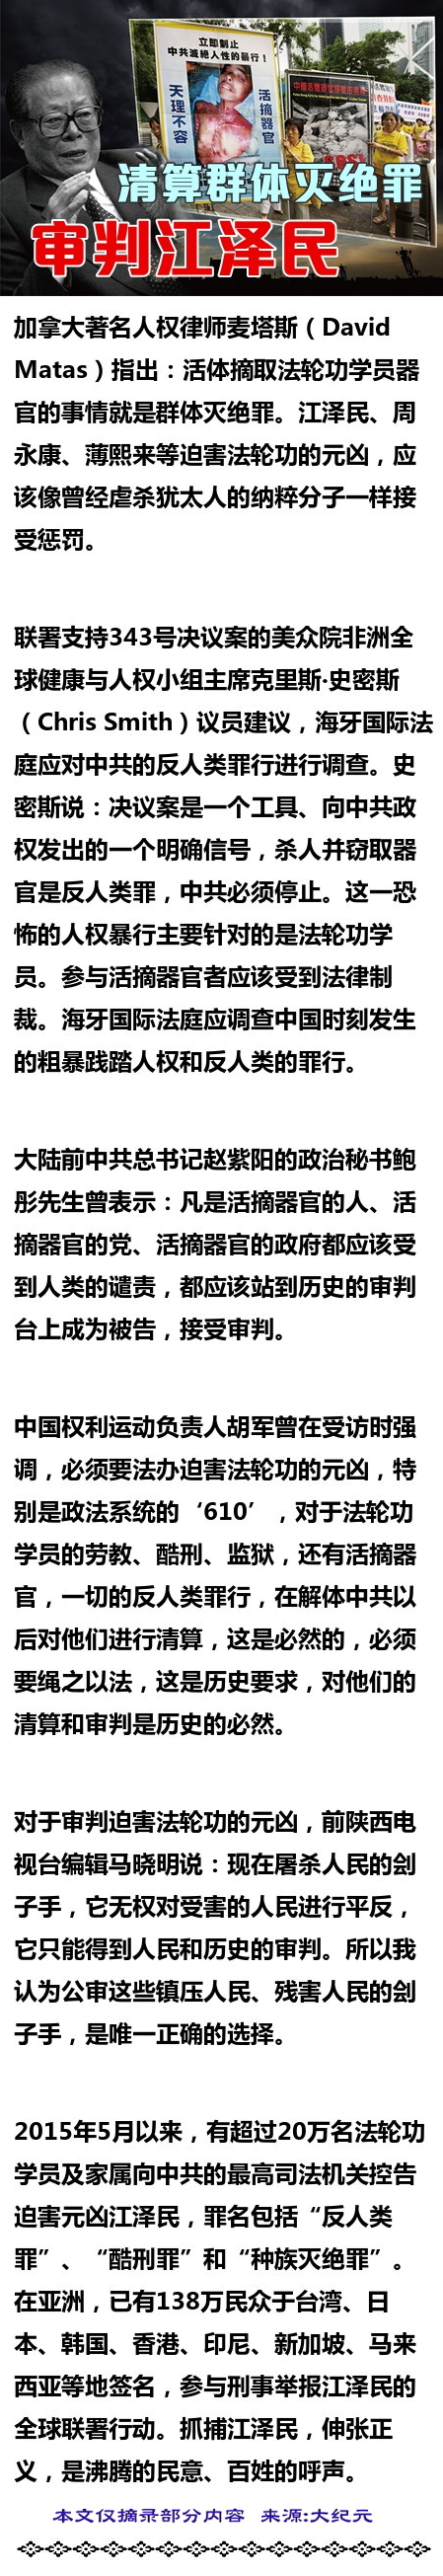 立即制止
中共滅絕人性的暴行！
天理不容
活摘器官
清算群体灭绝罪
审判江泽民
加拿大著名人权律师麦塔斯（David
Matas）指出：活体摘取法轮功学员器
官的事情就是群体灭绝罪。江泽民、周
永康、薄熙来等迫害法轮功的元凶，应
该像曾经虐杀犹太人的纳粹分子一样接
受惩罚。
联署支持343号决议案的美众院非洲全
球健康与人权小组主席克里斯·史密斯
（Chris Smith）议员建议，海牙国际法
庭应对中共的反人类罪行进行调查。史
密斯说：决议案是一个工具、向中共政
权发出的一个明确信号，杀人并窃取器
官是反人类罪，中共必须停止。这一恐
怖的人权暴行主要针对的是法轮功学
员。参与活摘器官者应该受到法律制
裁。海牙国际法庭应调查中国时刻发生
的粗暴践踏人权和反人类的罪行。
大陆前中共总书记赵紫阳的政治秘书鲍
彤先生曾表示：凡是活摘器官的人、活
摘器官的党、活摘器官的政府都应该受
到人类的谴责，都应该站到历史的审判
台上成为被告，接受审判。
中国权利运动负责人胡军曾在受访时强
调，必须要法办迫害法轮功的元凶，特
别是政法系统的‘610’，对于法轮功
学员的劳教、酷刑、监狱，还有活摘器
官，一切的反人类罪行，在解体中共以
后对他们进行清算，这是必然的，必须
要绳之以法，这是历史要求，对他们的
清算和审判是历史的必然。
对于审判迫害法轮功的元凶，前陕西电
视台编辑马晓明说：现在屠杀人民的刽
子手，它无权对受害的人民进行平反，
它只能得到人民和历史的审判。所以我
认为公审这些镇压人民、残害人民的刽
子手，是唯一正确的选择。
2015年5月以来，有超过20万名法轮功
学员及家属向中共的最高司法机关控告
迫害元凶江泽民，罪名包括“反人类
罪”、“酷刑罪”和“种族灭绝罪”。
在亚洲，已有138万民众于台湾、日
本、韩国、香港、印尼、新加坡、马来
西亚等地签名，参与刑事举报江泽民的
全球联署行动。抓捕江泽民，伸张正
义，是沸腾的民意、百姓的呼声。
本文仅摘录部分内容 来源:大纪元